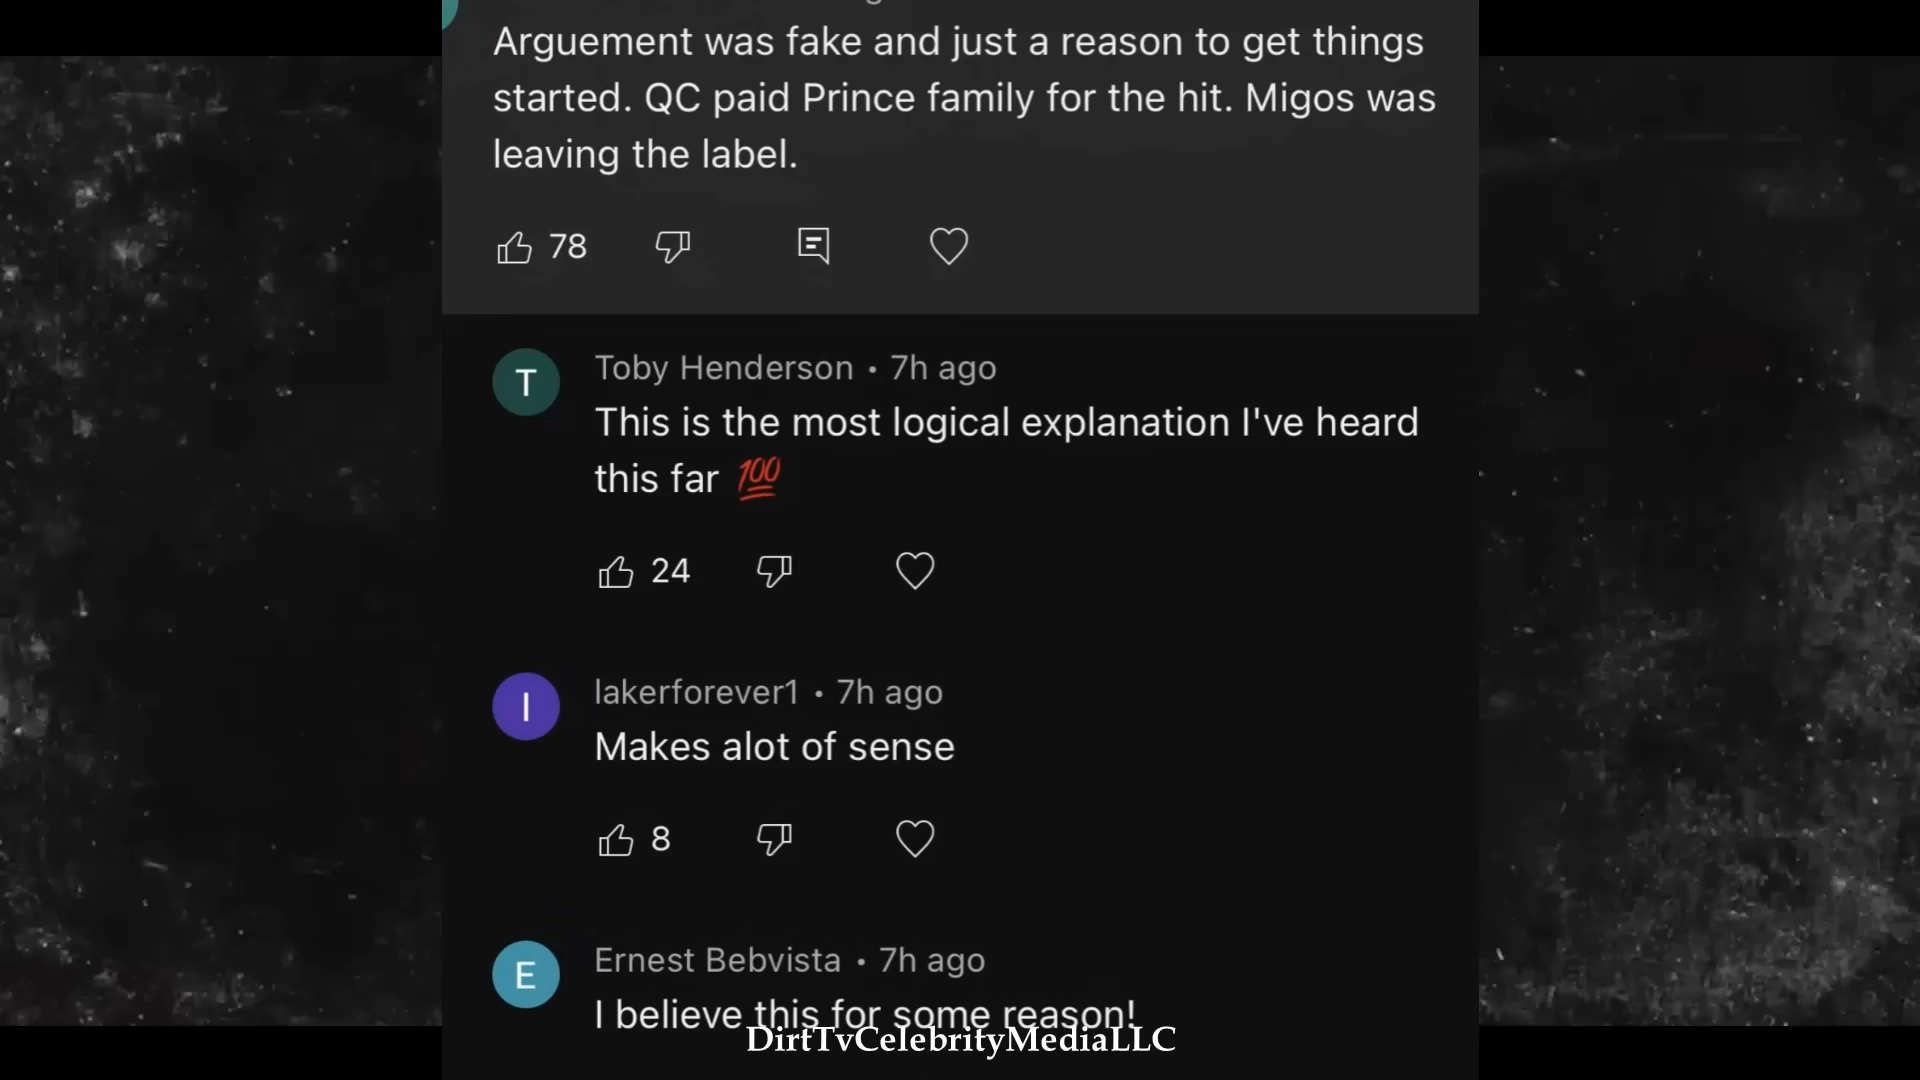 Arguement was fake and just a reason to get things
started. QC paid Prince family for the hit. Migos was
leaving the label.
78
T
Toby Henderson • 7h ago
This is the most logical explanation I've heard
this far 💯
24
l
lakerforever1 • 7h ago
Makes alot of sense
8
E
Ernest Bebvista • 7h ago
I believe this for some reason!
DirtTvCelebrityMediaLLC